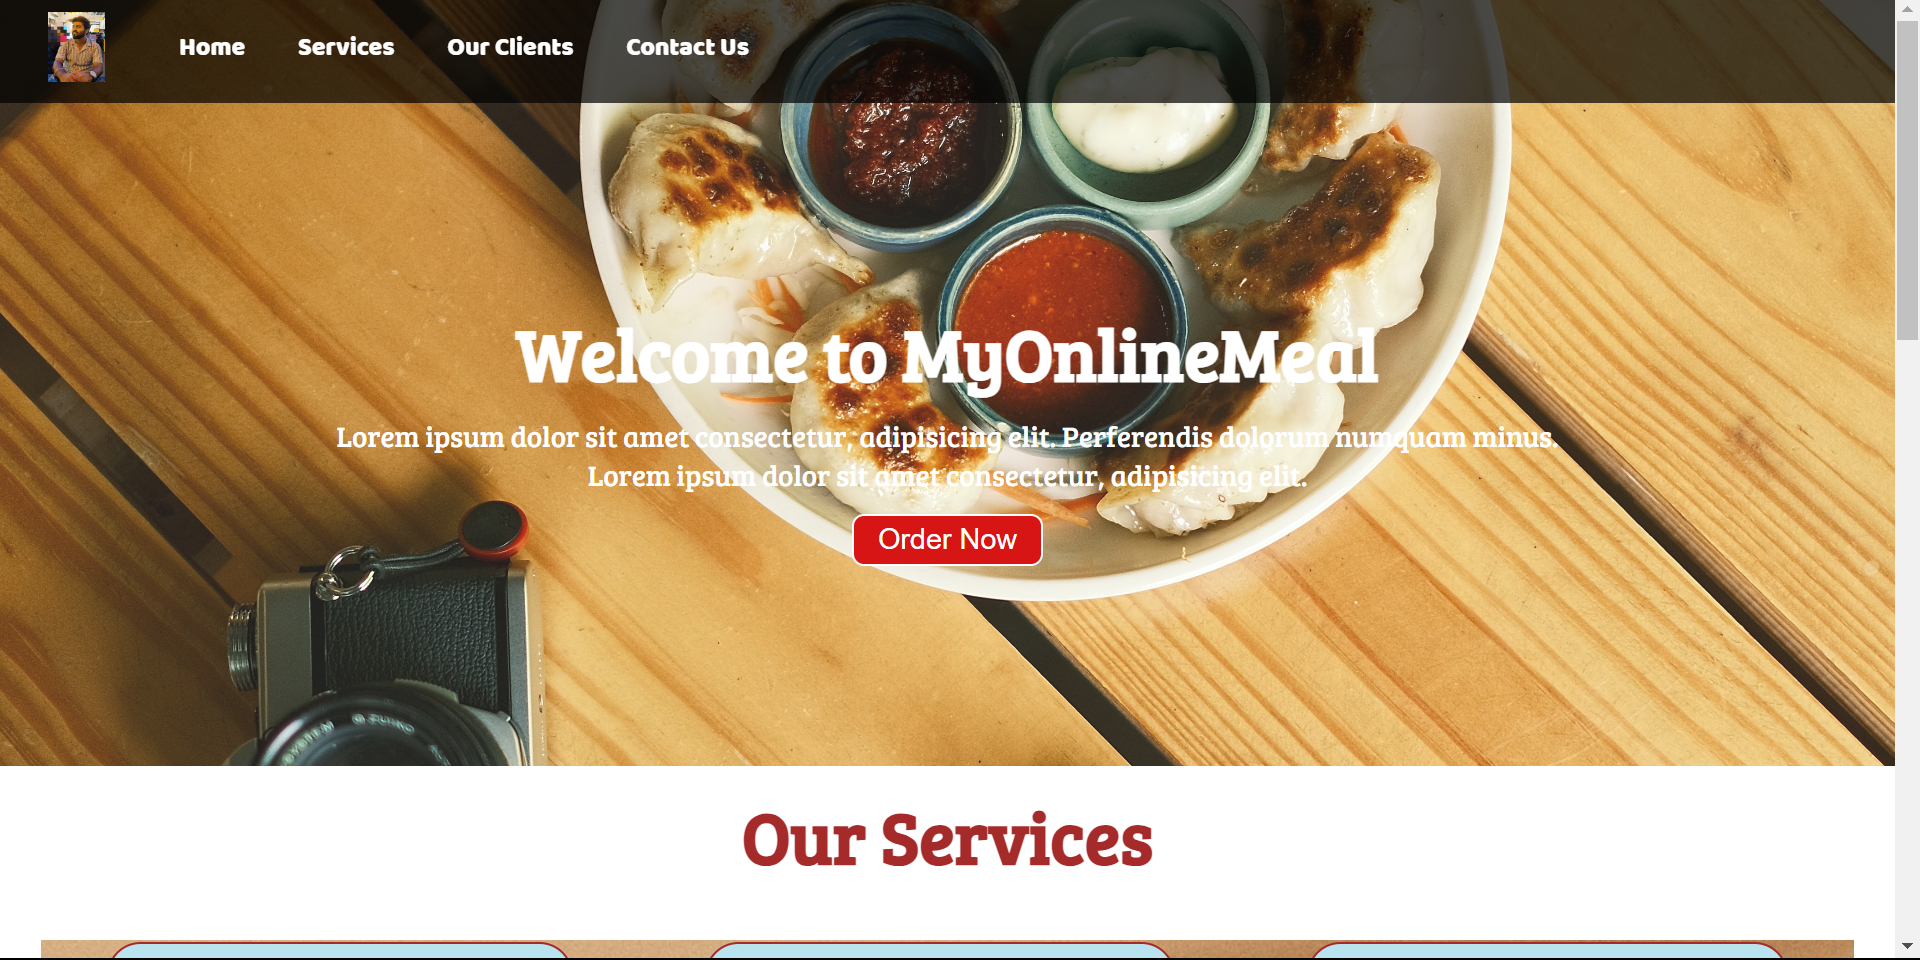 Home
Services
Our Clients
Contact Us
Welcome to MyOnlineMeal
Lorem ipsum dolor sit amet consectetur, adipisicing elit. Perferendis dolorum numquam minus.
Lorem ipsum dolor sit amet consectetur, adipisicing elit.
Order Now
Our Services